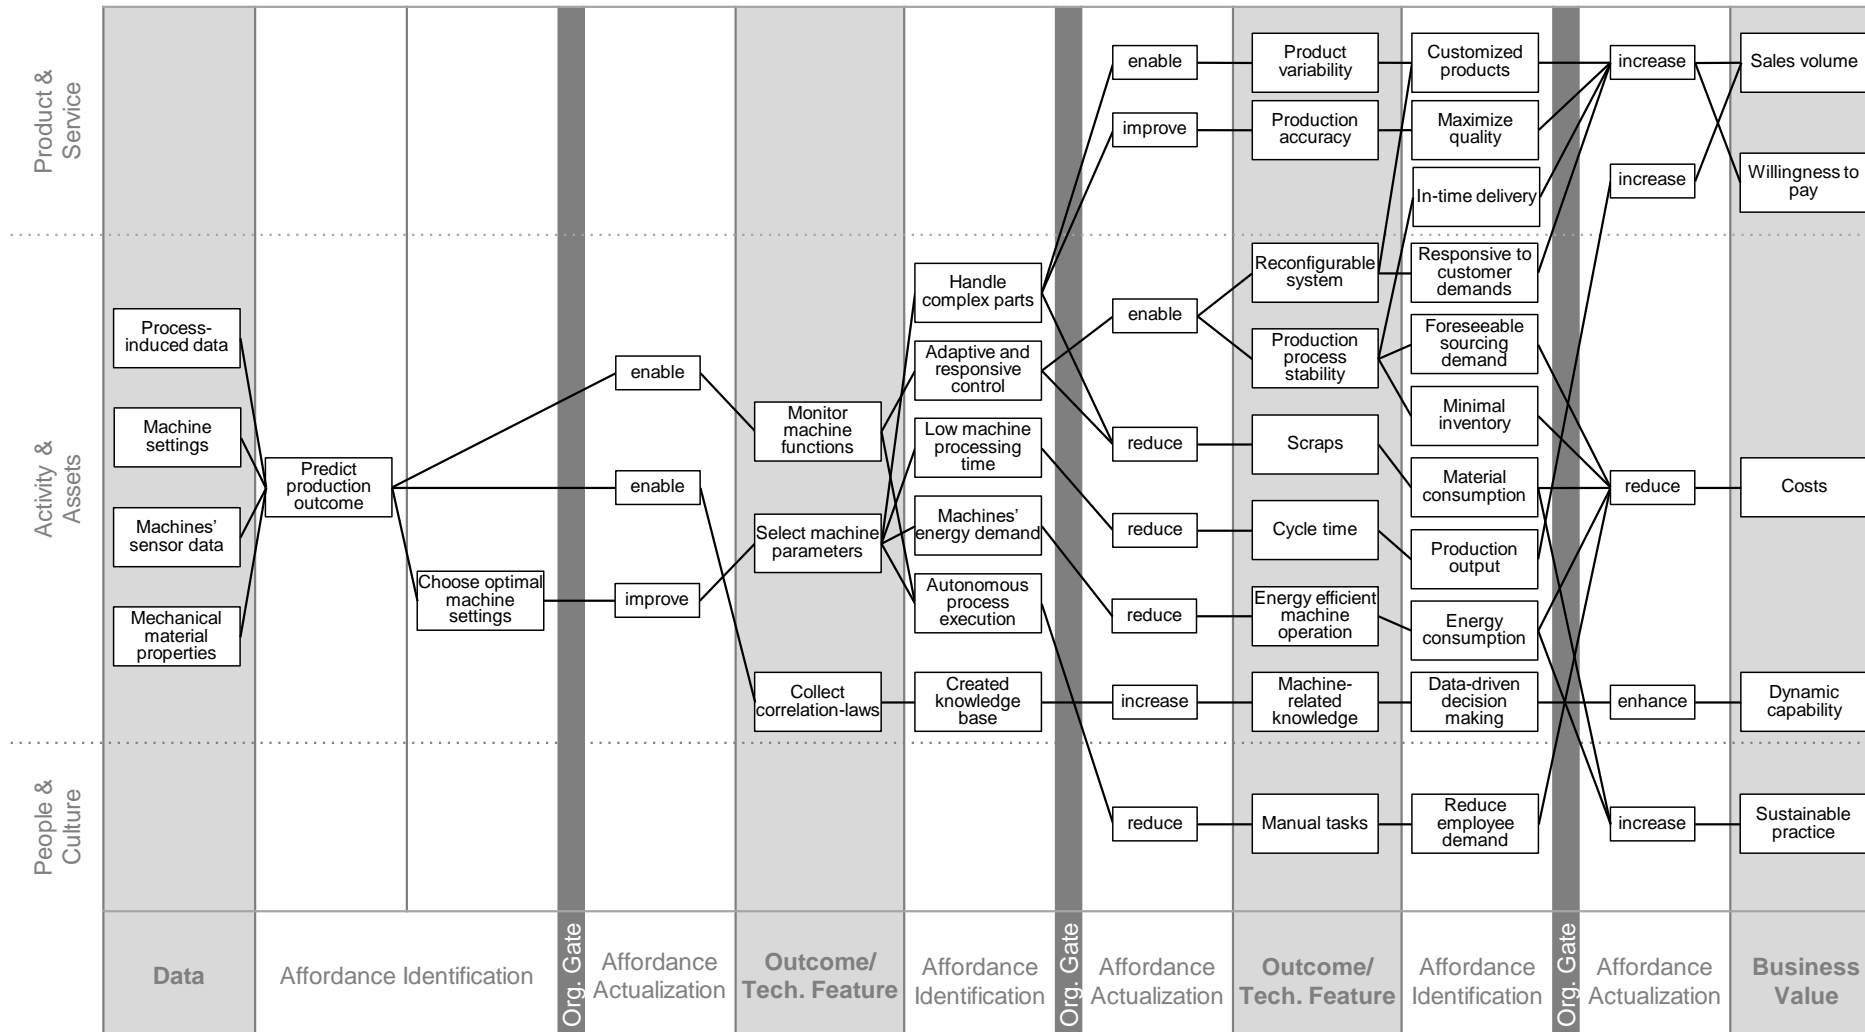 Product &
Service
Activity &
Assets
People &
Culture
Process-
induced data
Machine
settings
Machines’
sensor data
Mechanical
material
properties
Predict
production
outcome
Choose optimal
machine
settings
enable
enable
improve
Monitor
machine
functions
Select machine
parameters
Collect
correlation-laws
Handle
complex parts
Adaptive and
responsive
control
Low machine
processing
time
Machines’
energy demand
Autonomous
process
execution
Created
knowledge
base
enable
improve
enable
reduce
reduce
reduce
increase
reduce
Product
variability
Production
accuracy
Reconfigurable
system
Production
process
stability
Scraps
Cycle time
Energy efficient
machine
operation
Machine-
related
knowledge
Manual tasks
Customized
products
Maximize
quality
In-time delivery
Responsive to
customer
demands
Foreseeable
sourcing
demand
Minimal
inventory
Material
consumption
Production
output
Energy
consumption
Data-driven
decision
making
Reduce
employee
demand
increase
increase
reduce
enhance
increase
Sales volume
Willingness to
pay
Costs
Dynamic
capability
Sustainable
practice
Data
Affordance Identification
Org. Gate
Affordance
Actualization
Outcome/
Tech. Feature
Affordance
Identification
Org. Gate
Affordance
Actualization
Outcome/
Tech. Feature
Affordance
Identification
Org. Gate
Affordance
Actualization
Business
Value